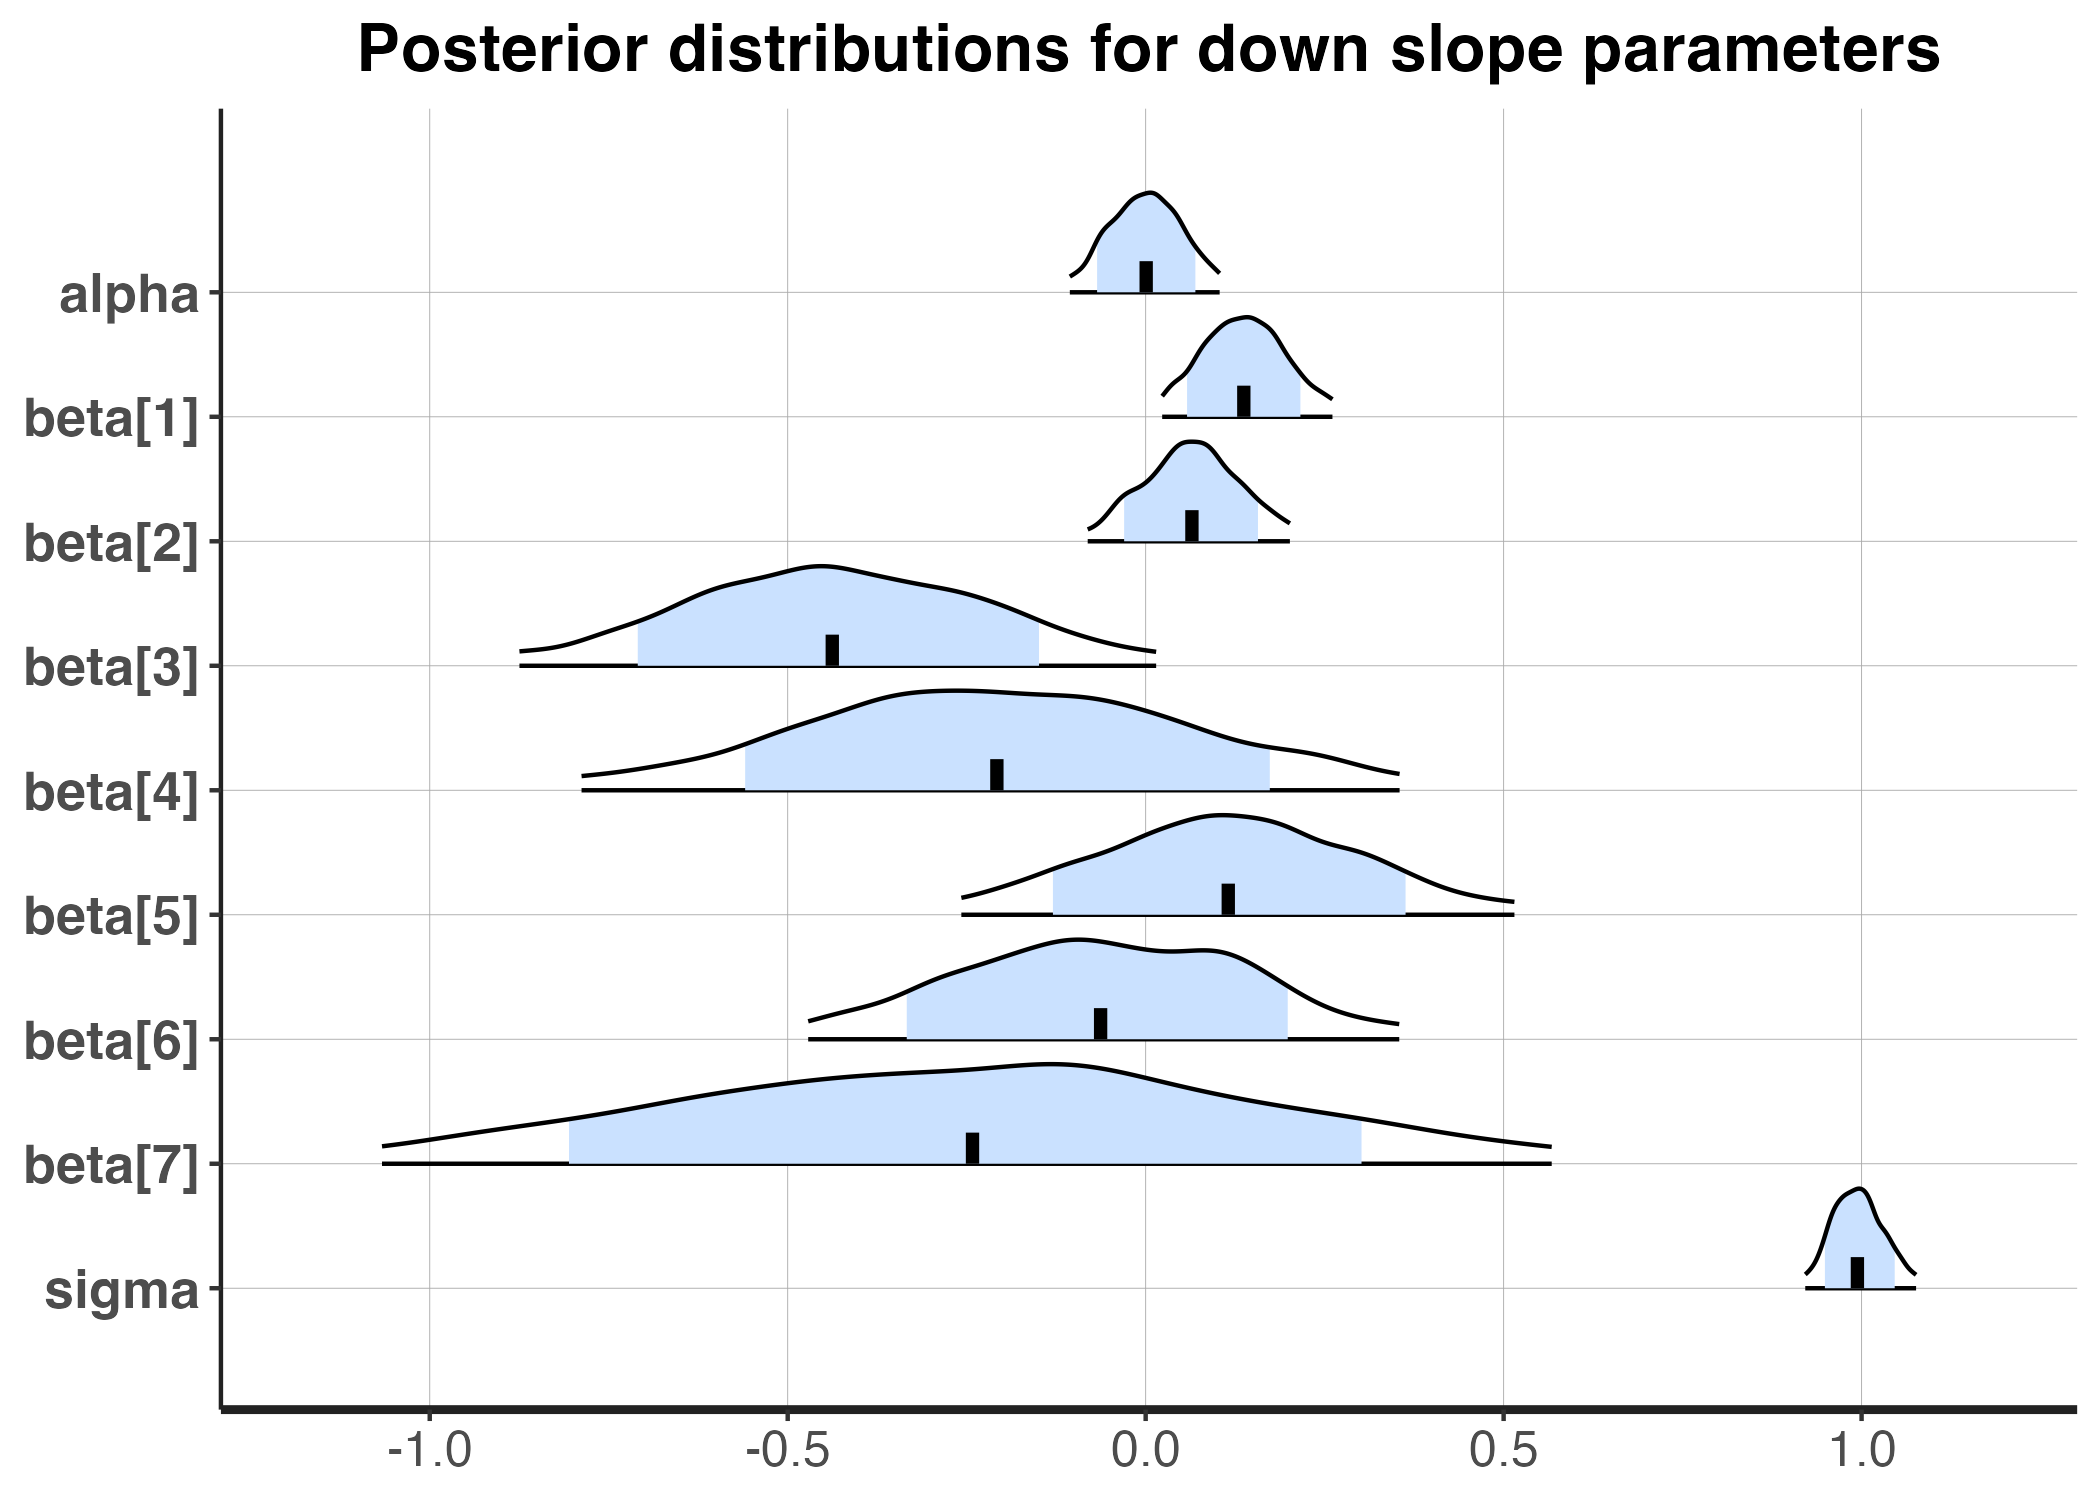 Posterior distributions for down slope parameters
alpha
beta[1]
beta[2]
beta[3]
beta[4]
beta[5]
beta[6]
beta[7]
sigma
-1.0 -0.5 0.0 0.5 1.0